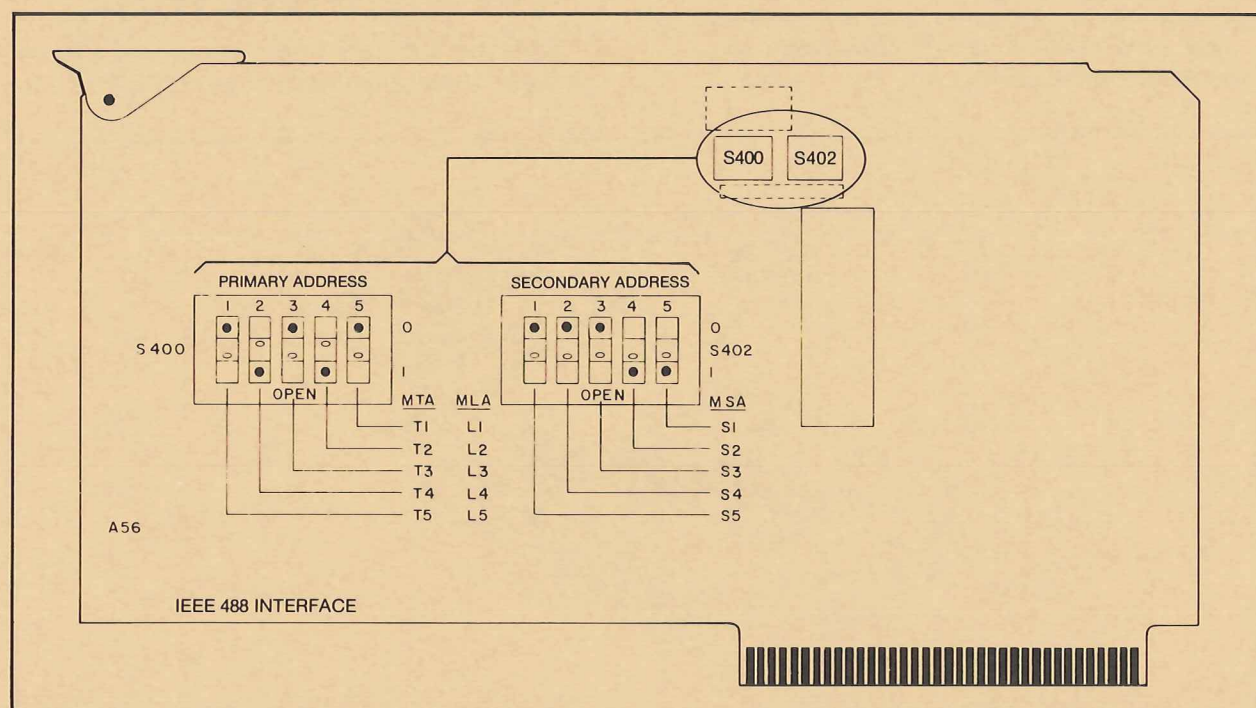 S400 S402
PRIMARY ADDRESS SECONDARY ADDRESS
1 2 3 4 5 1 2 3 4 5
0 0
S400 S402
1 1
OPEN OPEN
MTA MLA MSA
T1 L1 S1
T2 L2 S2
T3 L3 S3
T4 L4 S4
T5 L5 S5
A56
IEEE 488 INTERFACE